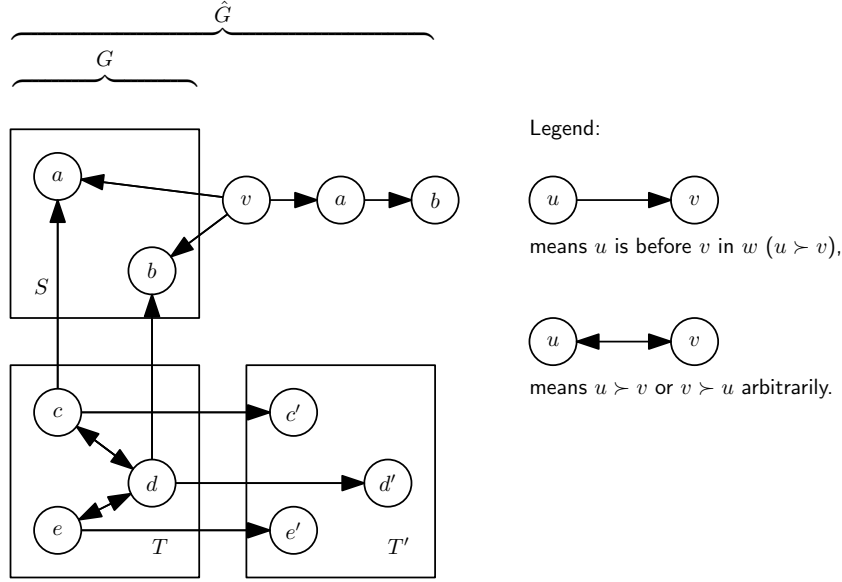 Ĝ
G
Legend:
a
v
a
b
u
v
means u is before v in w (u ≻ v),
b
S
u
v
means u ≻ v or v ≻ u arbitrarily.
c
c′
d
d′
e
T
e′
T′